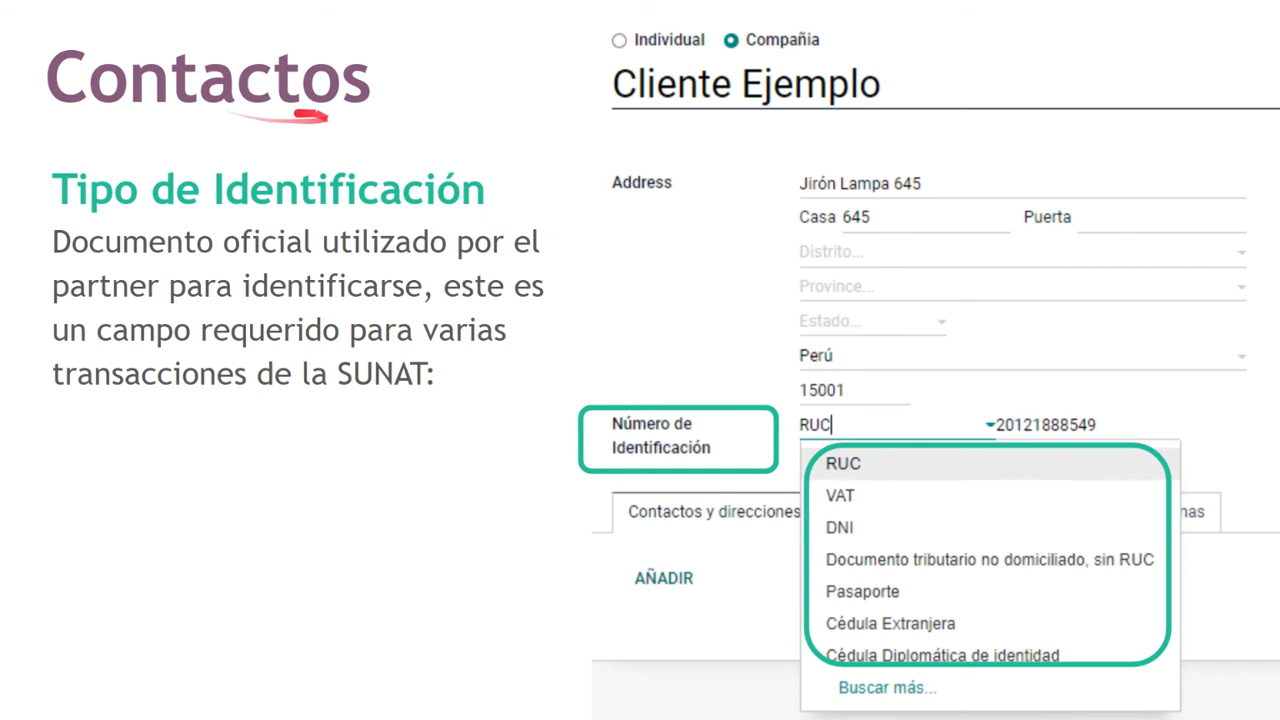 Contactos
Tipo de Identificación
Documento oficial utilizado por el
partner para identificarse, este es
un campo requerido para varias
transacciones de la SUNAT:
Individual Compañia
Cliente Ejemplo
Address
Jirón Lampa 645
Casa 645 Puerta
Distrito...
Province...
Estado...
Perú
15001
Número de
Identificación
RUC 20121888549
RUC
VAT
DNI
Documento tributario no domiciliado, sin RUC
Pasaporte
Cédula Extranjera
Cédula Diplomática de identidad
Buscar más...
Contactos y direcciones
nas
AÑADIR